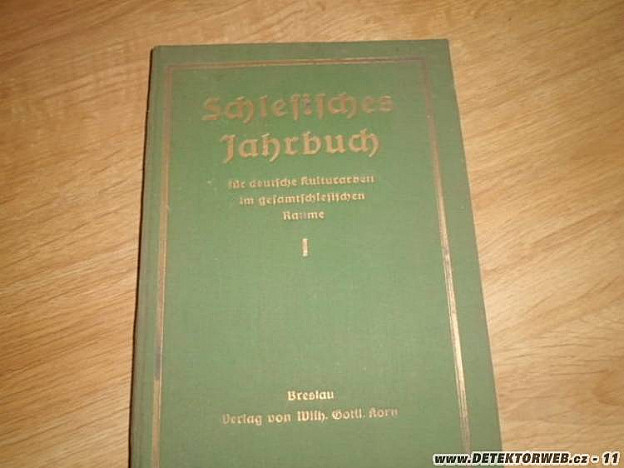 Schlesisches
Jahrbuch
für deutsche Kulturarbeit
im gesamtschlesischen
Raume
I
Breslau
Verlag von Wilh. Gottl. Korn
www.DETEKTORWEB.cz - 11